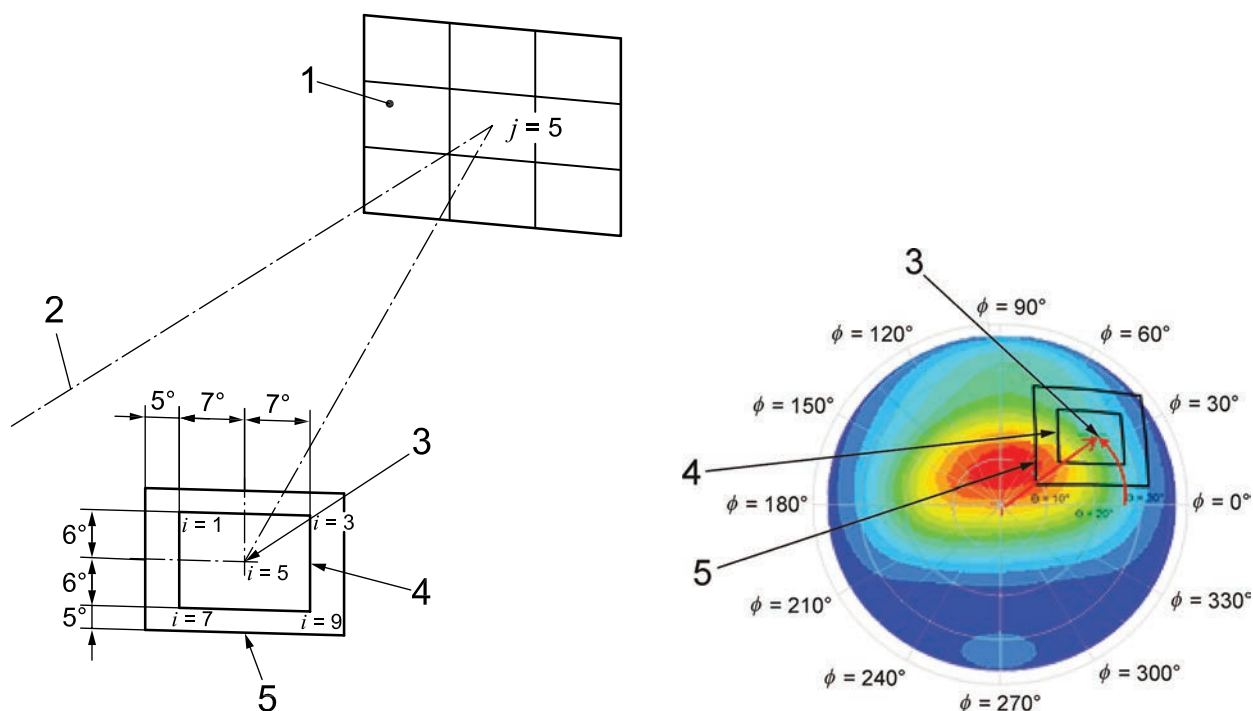 1
j = 5
2
5°
7°
7°
3
6°
6°
5°
i = 1
i = 3
i = 5
i = 7
i = 9
4
5
3
ϕ = 90°
ϕ = 120°
ϕ = 60°
ϕ = 150°
ϕ = 30°
4
ϕ = 180°
Θ = 10°
Θ = 20°
Θ = 30°
ϕ = 0°
5
ϕ = 210°
ϕ = 330°
ϕ = 240°
ϕ = 300°
ϕ = 270°